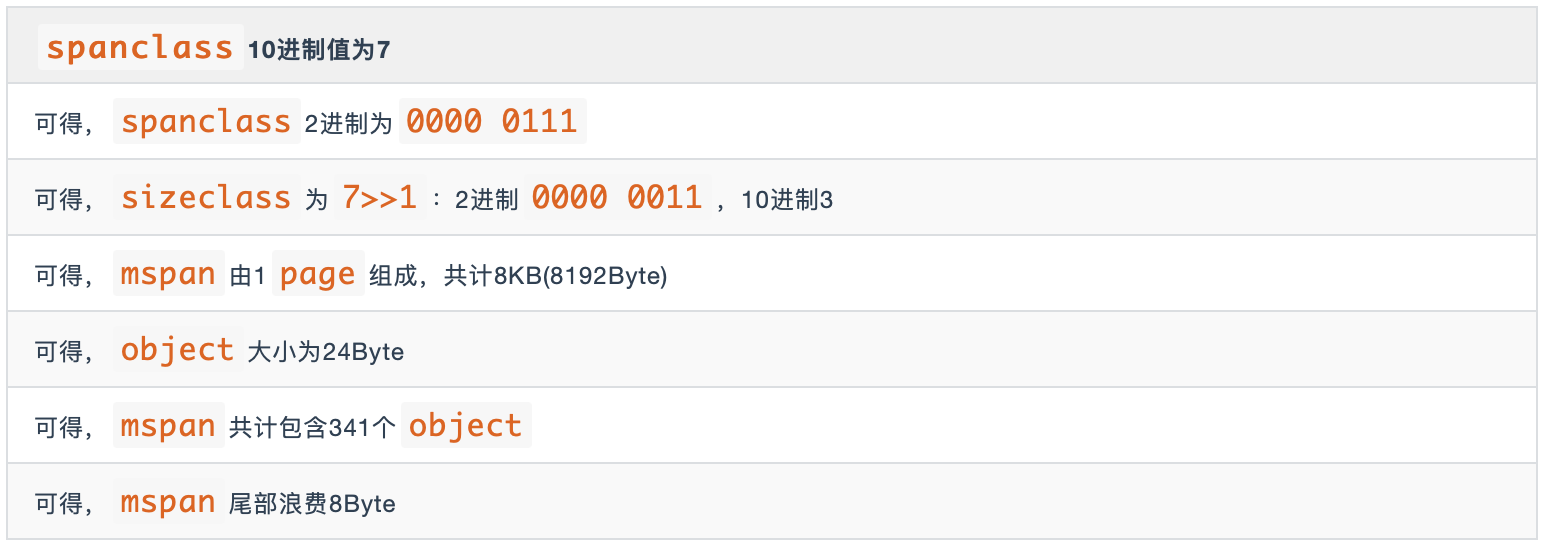 spanclass 10进制值为7
可得， spanclass 2进制为 0000 0111
可得， sizeclass 为 7>>1 ：2进制 0000 0011 ，10进制3
可得， mspan 由1 page 组成，共计8KB(8192Byte)
可得， object 大小为24Byte
可得， mspan 共计包含341个 object
可得， mspan 尾部浪费8Byte